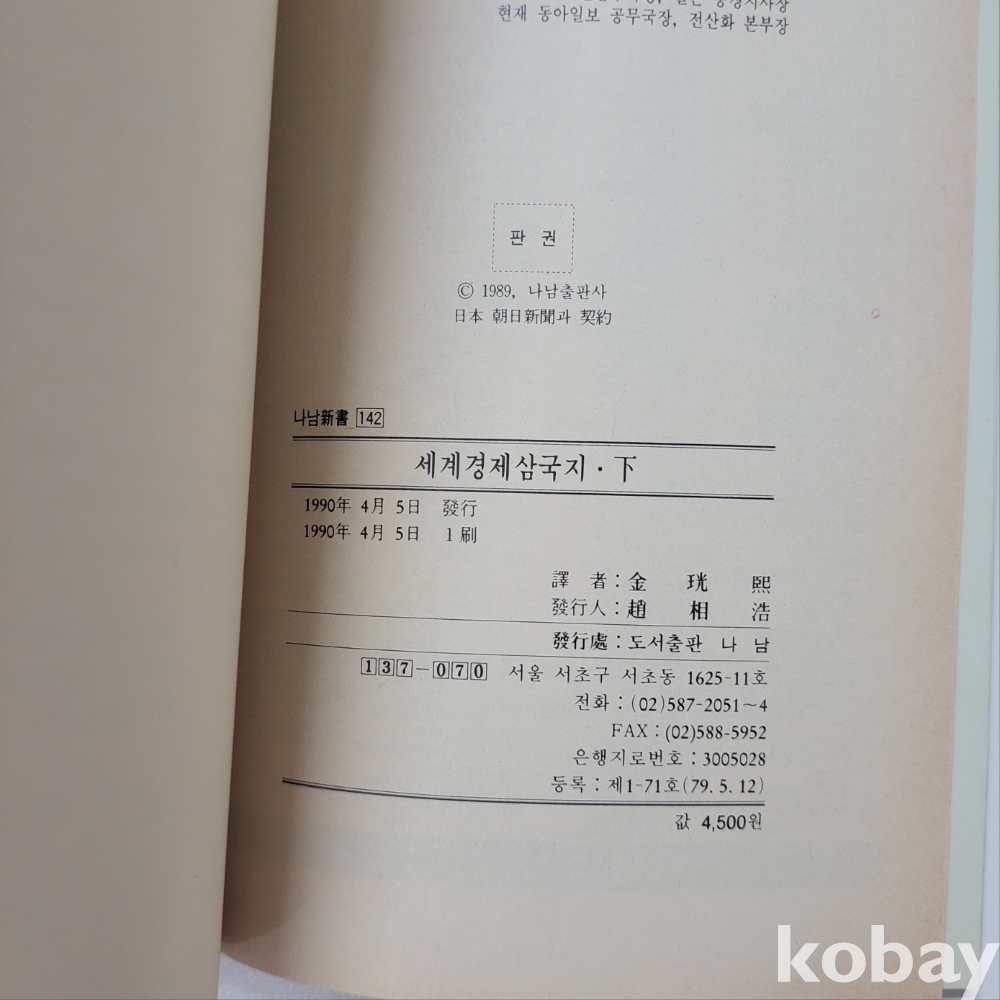 현재 동아일보 공무국장, 전산화 본부장
판 권
© 1989, 나남출판사
日本 朝日新聞과 契約
나남新書 142
세계경제삼국지·下
1990年 4月 5日 發行
1990年 4月 5日 1刷
譯 者:金 珖 熙
發行人:趙 相 浩
發行處:도서출판 나 남
137-070 서울 서초구 서초동 1625-11호
전화:(02)587-2051~4
FAX:(02)588-5952
은행지로번호:3005028
등록:제1-71호(79. 5. 12)
값 4,500원
kobay